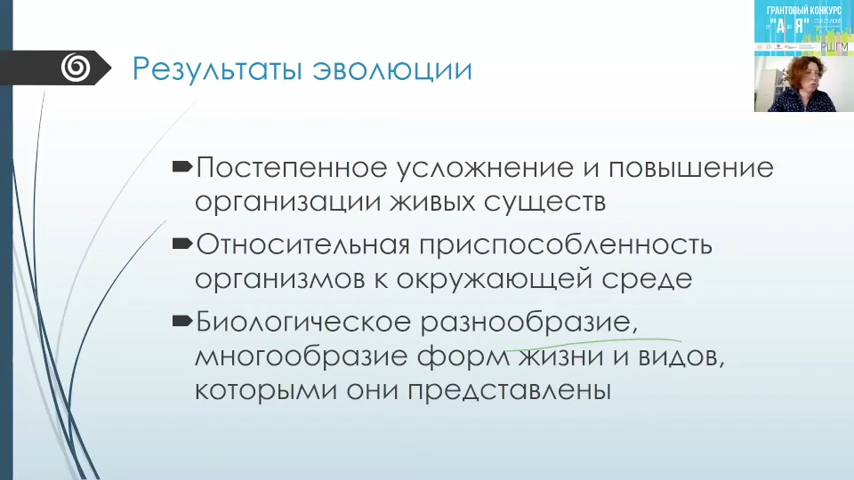 ГРАНТОВЫЙ КОНКУРС
"А Я"
РШГМ
Результаты эволюции
Постепенное усложнение и повышение
организации живых существ
Относительная приспособленность
организмов к окружающей среде
Биологическое разнообразие,
многообразие форм жизни и видов,
которыми они представлены